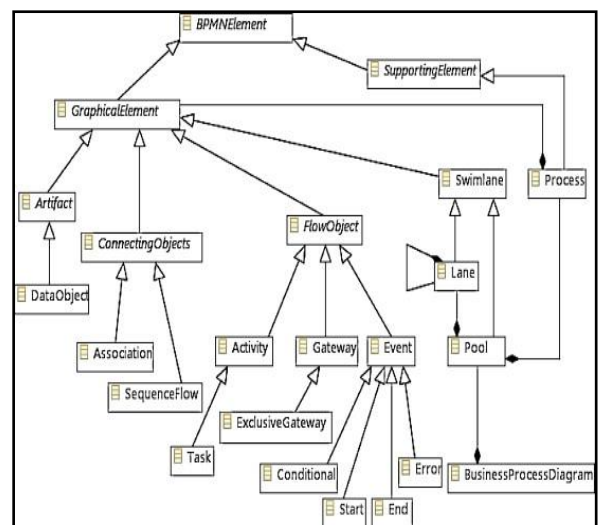 BPMNElement
SupportingElement
GraphicalElement
Swimlane
Process
Artifact
FlowObject
ConnectingObjects
Lane
DataObject
Association
Activity
Gateway
Event
Pool
SequenceFlow
ExclusiveGateway
Task
Conditional
Error
BusinessProcessDiagram
Start
End